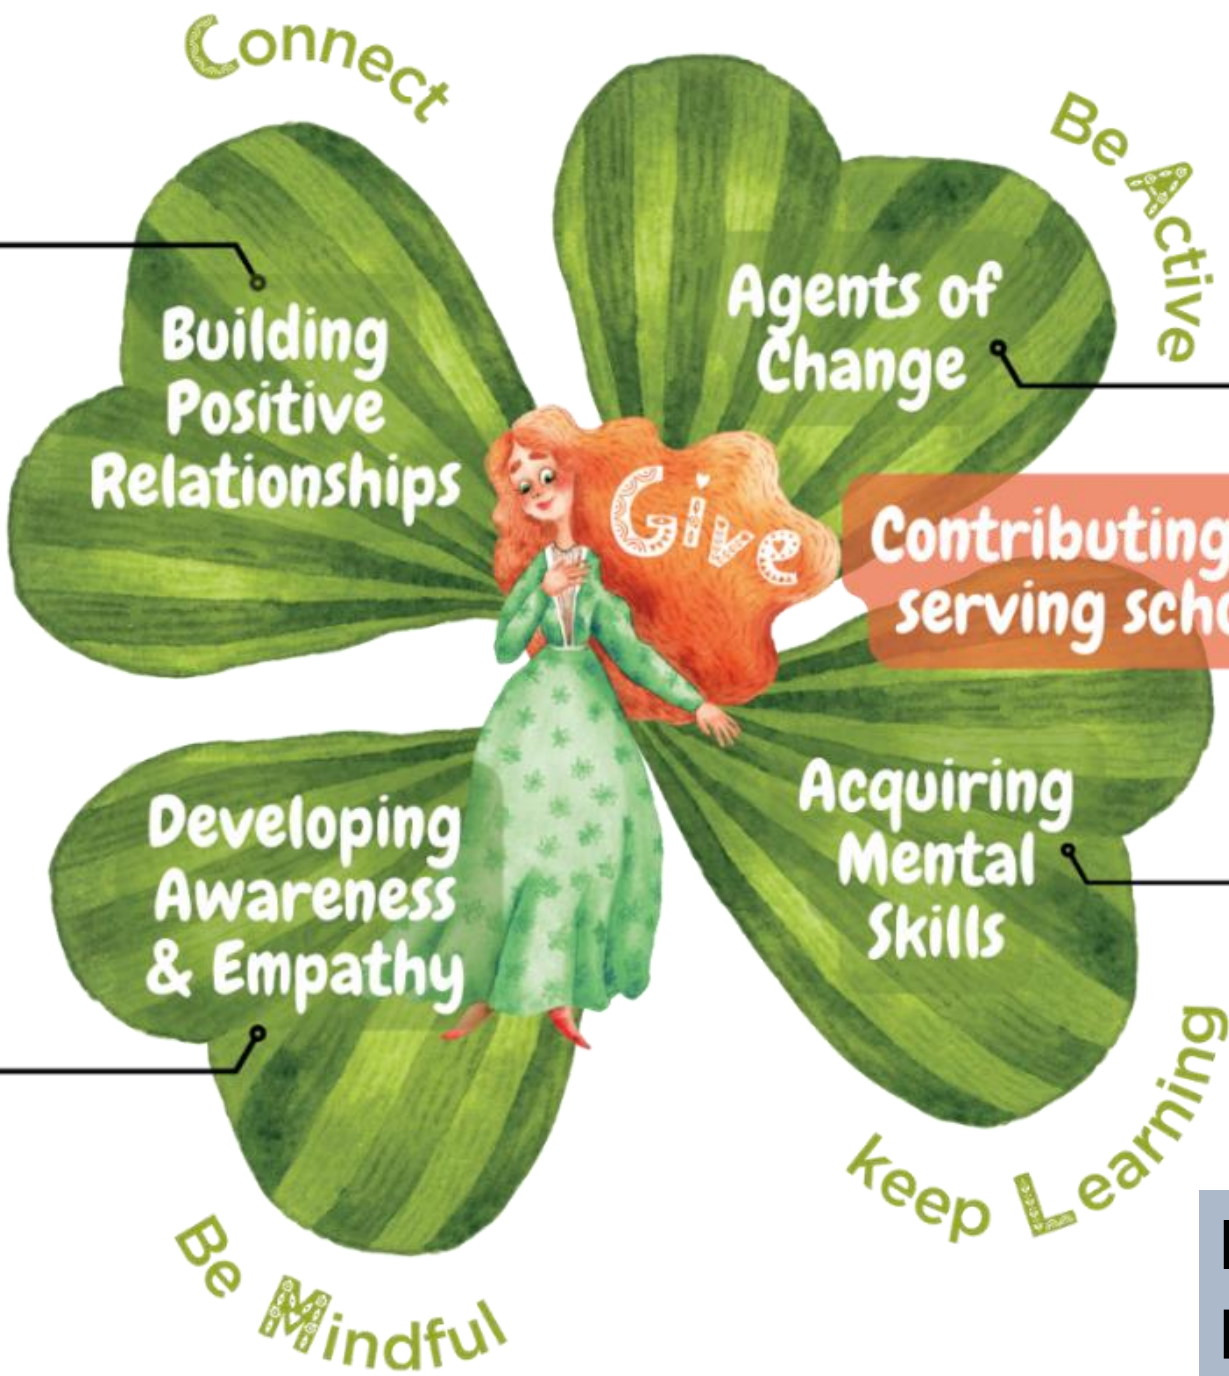 Connect
Be Active
Building
Positive
Relationships
Agents of
Change
Give
Contributing
serving
Developing
Awareness
& Empathy
Acquiring
Mental
Skills
keep Learning
Be Mindful